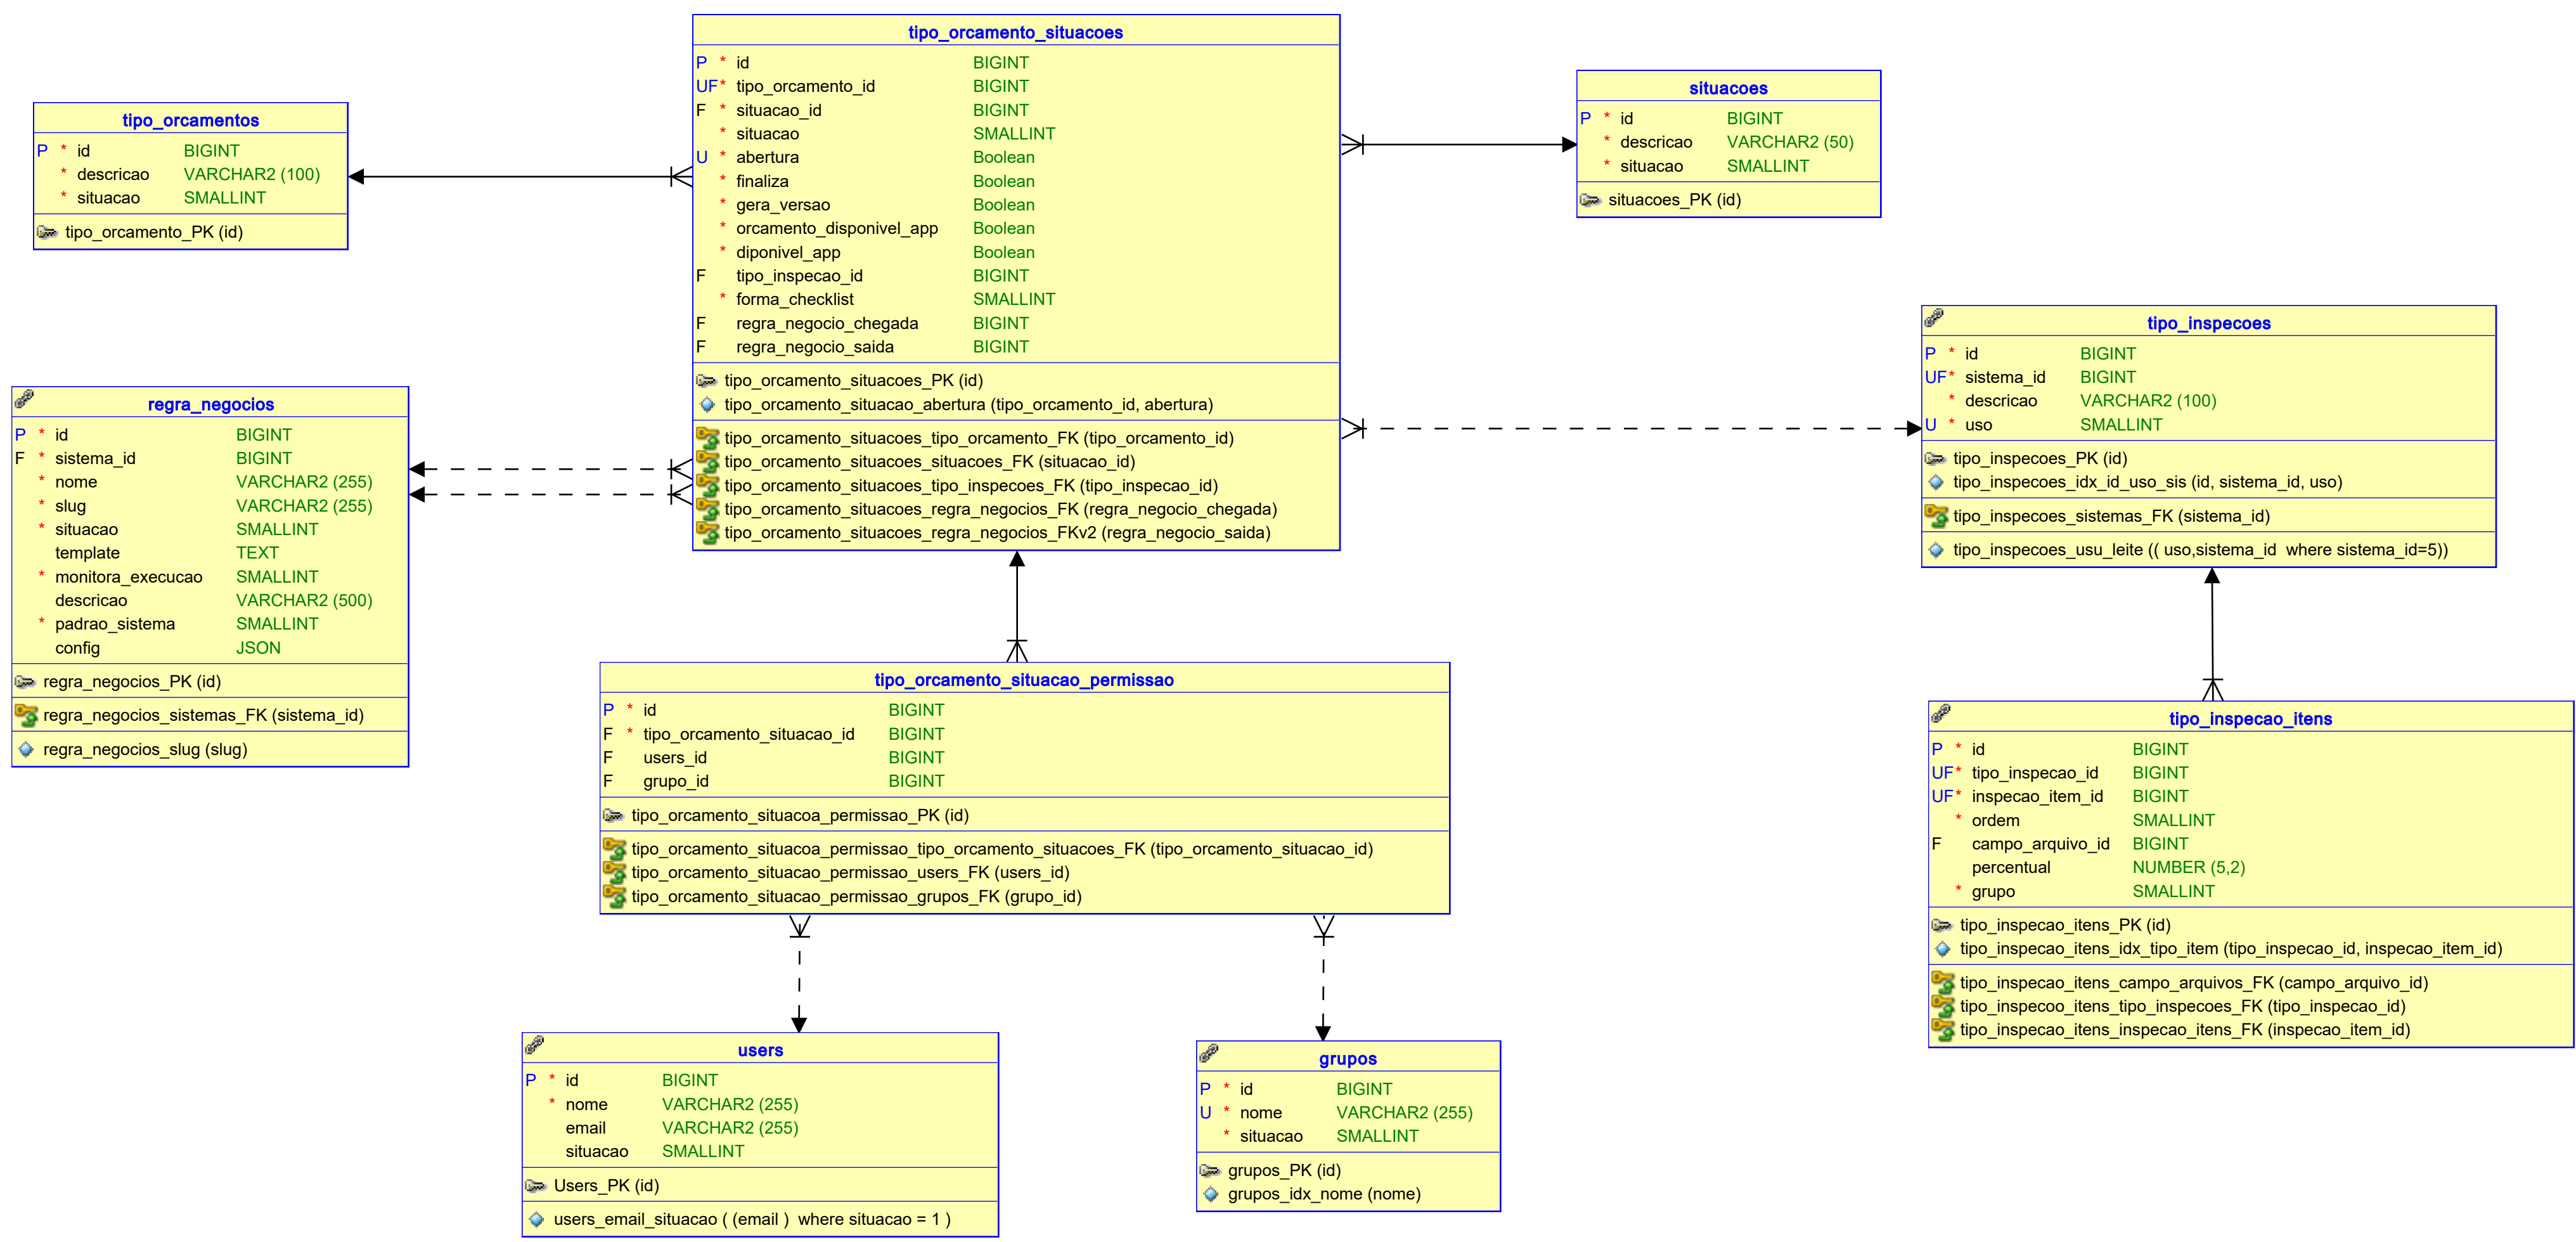 tipo_orcamento_situacoes
P * id BIGINT
UF* tipo_orcamento_id BIGINT
F * situacao_id BIGINT
* situacao SMALLINT
U * abertura Boolean
* finaliza Boolean
* gera_versao Boolean
* orcamento_disponivel_app Boolean
* diponivel_app Boolean
F tipo_inspecao_id BIGINT
* forma_checklist SMALLINT
F regra_negocio_chegada BIGINT
F regra_negocio_saida BIGINT
tipo_orcamento_situacoes_PK (id)
tipo_orcamento_situacao_abertura (tipo_orcamento_id, abertura)
tipo_orcamento_situacoes_tipo_orcamento_FK (tipo_orcamento_id)
tipo_orcamento_situacoes_situacoes_FK (situacao_id)
tipo_orcamento_situacoes_tipo_inspecoes_FK (tipo_inspecao_id)
tipo_orcamento_situacoes_regra_negocios_FK (regra_negocio_chegada)
tipo_orcamento_situacoes_regra_negocios_FKv2 (regra_negocio_saida)
tipo_orcamentos
P * id BIGINT
* descricao VARCHAR2 (100)
* situacao SMALLINT
tipo_orcamento_PK (id)
situacoes
P * id BIGINT
* descricao VARCHAR2 (50)
* situacao SMALLINT
situacoes_PK (id)
tipo_inspecoes
P * id BIGINT
UF* sistema_id BIGINT
* descricao VARCHAR2 (100)
U * uso SMALLINT
tipo_inspecoes_PK (id)
tipo_inspecoes_idx_id_uso_sis (id, sistema_id, uso)
tipo_inspecoes_sistemas_FK (sistema_id)
tipo_inspecoes_usu_leite (( uso,sistema_id where sistema_id=5))
regra_negocios
P * id BIGINT
F * sistema_id BIGINT
* nome VARCHAR2 (255)
* slug VARCHAR2 (255)
* situacao SMALLINT
template TEXT
* monitora_execucao SMALLINT
descricao VARCHAR2 (500)
* padrao_sistema SMALLINT
config JSON
regra_negocios_PK (id)
regra_negocios_sistemas_FK (sistema_id)
regra_negocios_slug (slug)
tipo_orcamento_situacao_permissao
P * id BIGINT
F * tipo_orcamento_situacao_id BIGINT
F users_id BIGINT
F grupo_id BIGINT
tipo_orcamento_situacoa_permissao_PK (id)
tipo_orcamento_situacoa_permissao_tipo_orcamento_situacoes_FK (tipo_orcamento_situacao_id)
tipo_orcamento_situacao_permissao_users_FK (users_id)
tipo_orcamento_situacao_permissao_grupos_FK (grupo_id)
tipo_inspecao_itens
P * id BIGINT
UF* tipo_inspecao_id BIGINT
UF* inspecao_item_id BIGINT
* ordem SMALLINT
F campo_arquivo_id BIGINT
percentual NUMBER (5,2)
* grupo SMALLINT
tipo_inspecao_itens_PK (id)
tipo_inspecao_itens_idx_tipo_item (tipo_inspecao_id, inspecao_item_id)
tipo_inspecao_itens_campo_arquivos_FK (campo_arquivo_id)
tipo_inspecoo_itens_tipo_inspecoes_FK (tipo_inspecao_id)
tipo_inspecao_itens_inspecao_itens_FK (inspecao_item_id)
users
P * id BIGINT
* nome VARCHAR2 (255)
email VARCHAR2 (255)
situacao SMALLINT
Users_PK (id)
users_email_situacao ( (email ) where situacao = 1 )
grupos
P * id BIGINT
U * nome VARCHAR2 (255)
* situacao SMALLINT
grupos_PK (id)
grupos_idx_nome (nome)